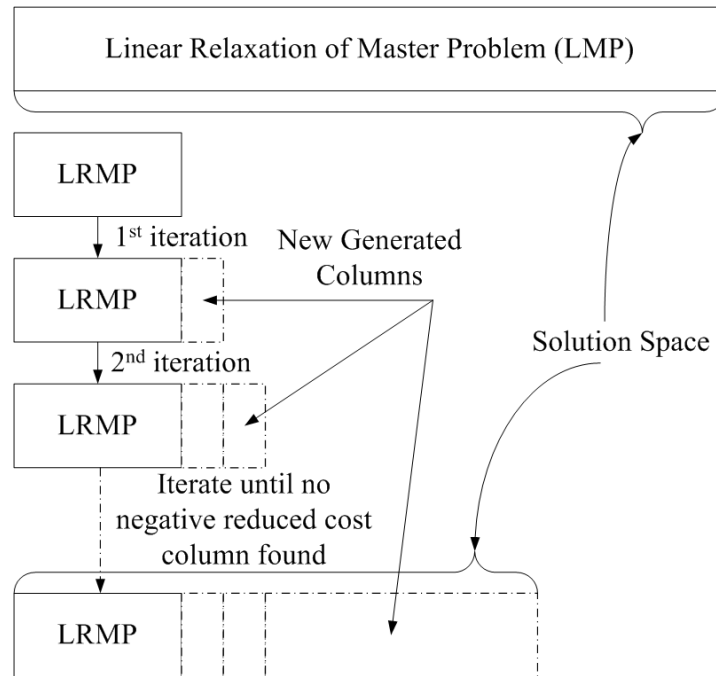 Linear Relaxation of Master Problem (LMP)
LRMP
1st iteration
New Generated
Columns
LRMP
Solution Space
2nd iteration
LRMP
Iterate until no
negative reduced cost
column found
LRMP